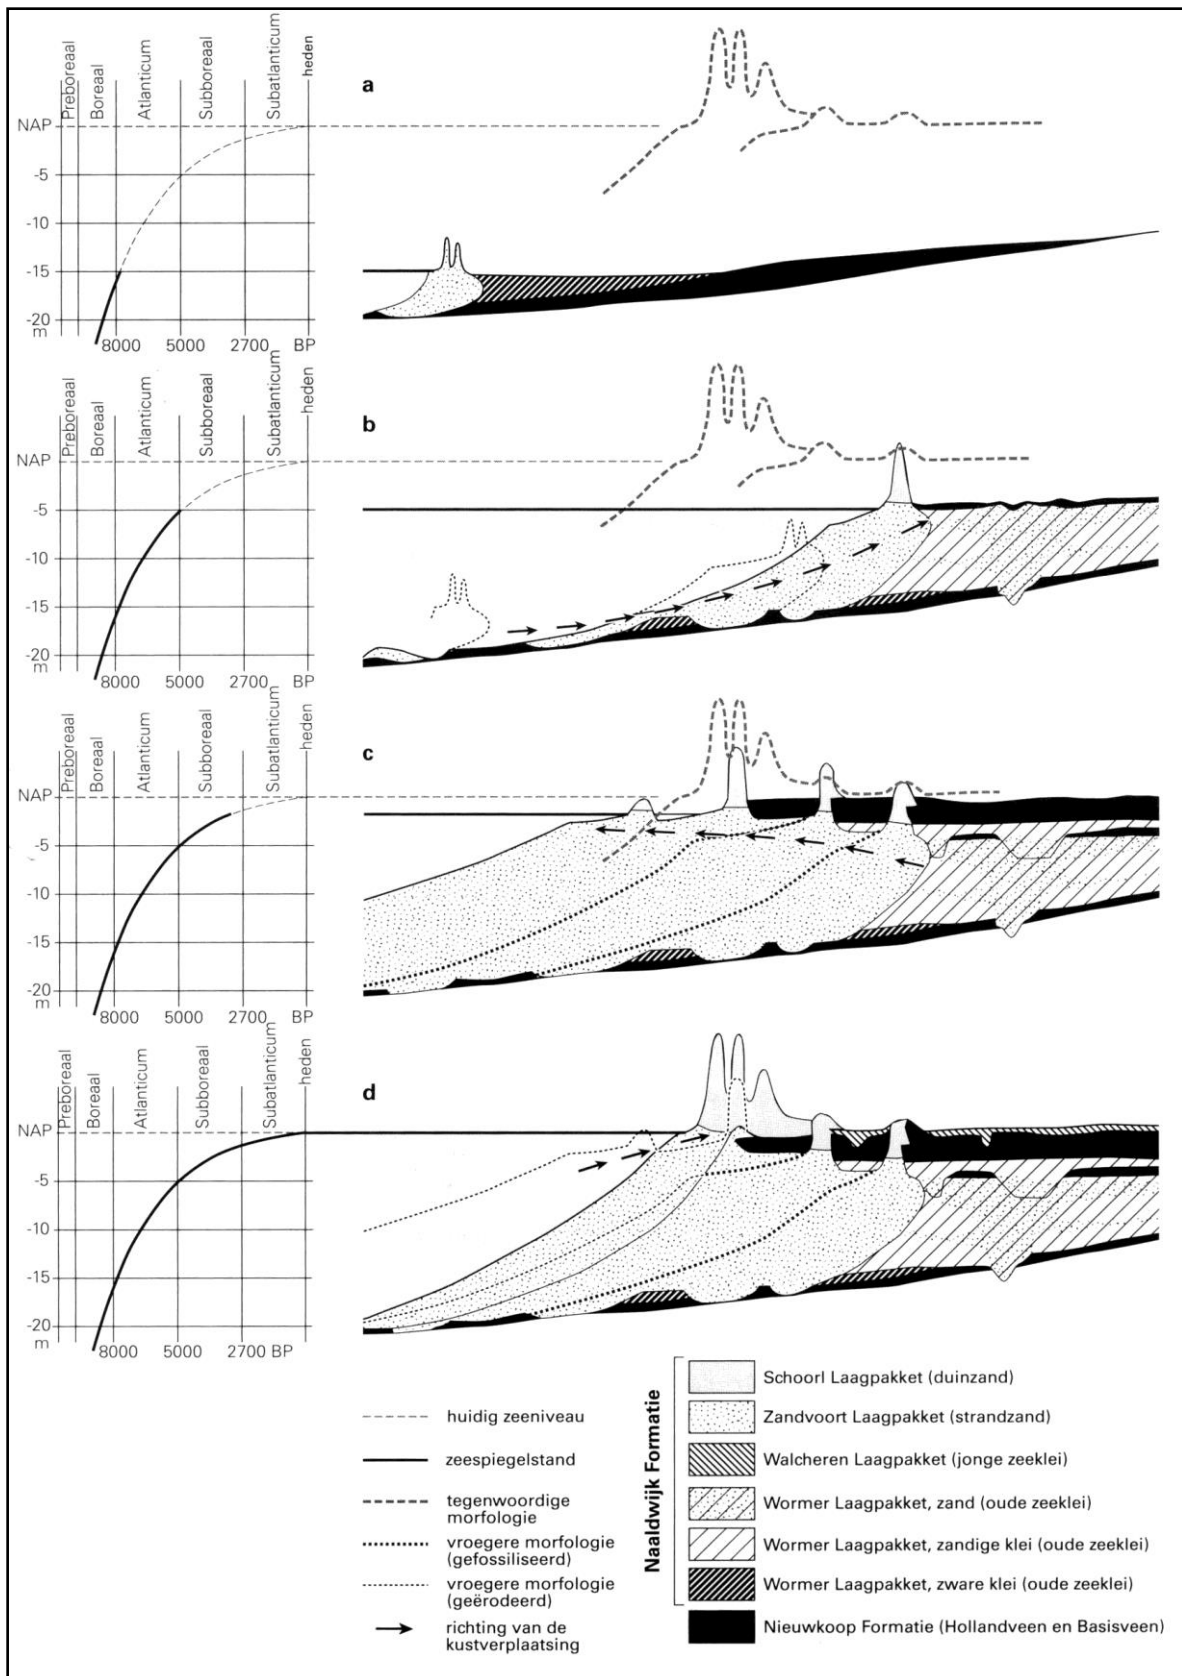 Preboreaal
Boreaal
Atlanticum
Subboreaal
Subatlanticum
heden
a
NAP
-5
-10
-15
-20
m
8000 5000 2700 BP
Preboreaal
Boreaal
Atlanticum
Subboreaal
Subatlanticum
heden
b
NAP
-5
-10
-15
-20
m
8000 5000 2700 BP
Preboreaal
Boreaal
Atlanticum
Subboreaal
Subatlanticum
heden
c
NAP
-5
-10
-15
-20
m
8000 5000 2700 BP
Preboreaal
Boreaal
Atlanticum
Subboreaal
Subatlanticum
heden
d
NAP
-5
-10
-15
-20
m
8000 5000 2700 BP
huidig zeeniveau
zeespiegelstand
tegenwoordige
morfologie
vroegere morfologie
(gefossiliseerd)
vroegere morfologie
(geërodeerd)
richting van de
kustverplaatsing
Naaldwijk Formatie
Schoorl Laagpakket (duinzand)
Zandvoort Laagpakket (strandzand)
Walcheren Laagpakket (jonge zeeklei)
Wormer Laagpakket, zand (oude zeeklei)
Wormer Laagpakket, zandige klei (oude zeeklei)
Wormer Laagpakket, zware klei (oude zeeklei)
Nieuwkoop Formatie (Hollandveen en Basisveen)